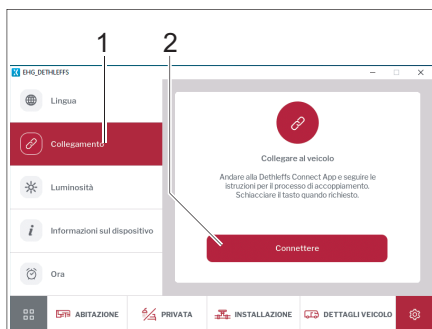 1
2
EHG_DETHLEFFS
Lingua
Collegamento
Luminosità
Informazioni sul dispositivo
Ora
Collegare al veicolo
Andare alla Dethleffs Connect App e seguire le
istruzioni per il processo di accoppiamento.
Schiacciare il tasto quando richiesto.
Connettere
ABITAZIONE
PRIVATA
INSTALLAZIONE
DETTAGLI VEICOLO